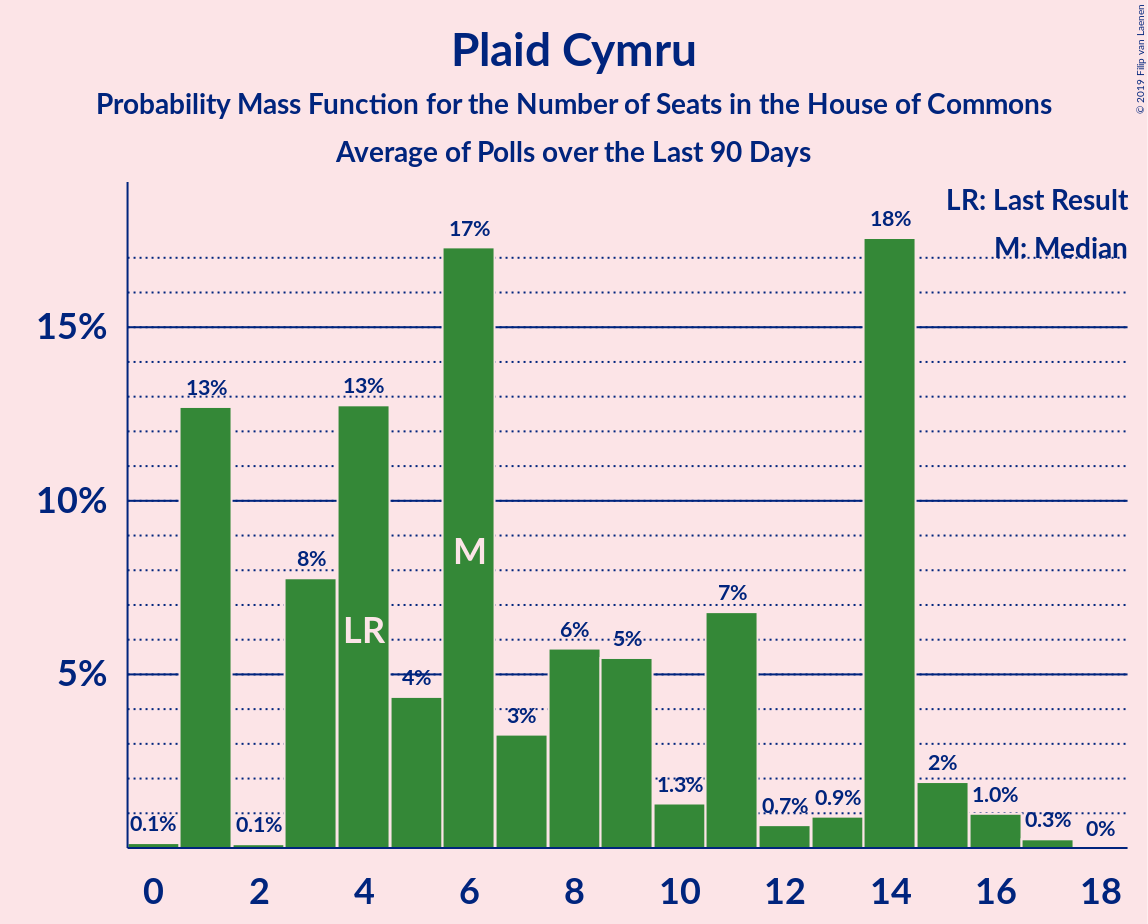 Plaid Cymru
Probability Mass Function for the Number of Seats in the House of Commons
Average of Polls over the Last 90 Days
© 2019 Filip van Laenen
LR: Last Result
M: Median
15%
10%
5%
0.1%
13%
0.1%
8%
13%
4%
17%
3%
6%
5%
1.3%
7%
0.7%
0.9%
18%
2%
1.0%
0.3%
0%
LR
M
0 2 4 6 8 10 12 14 16 18